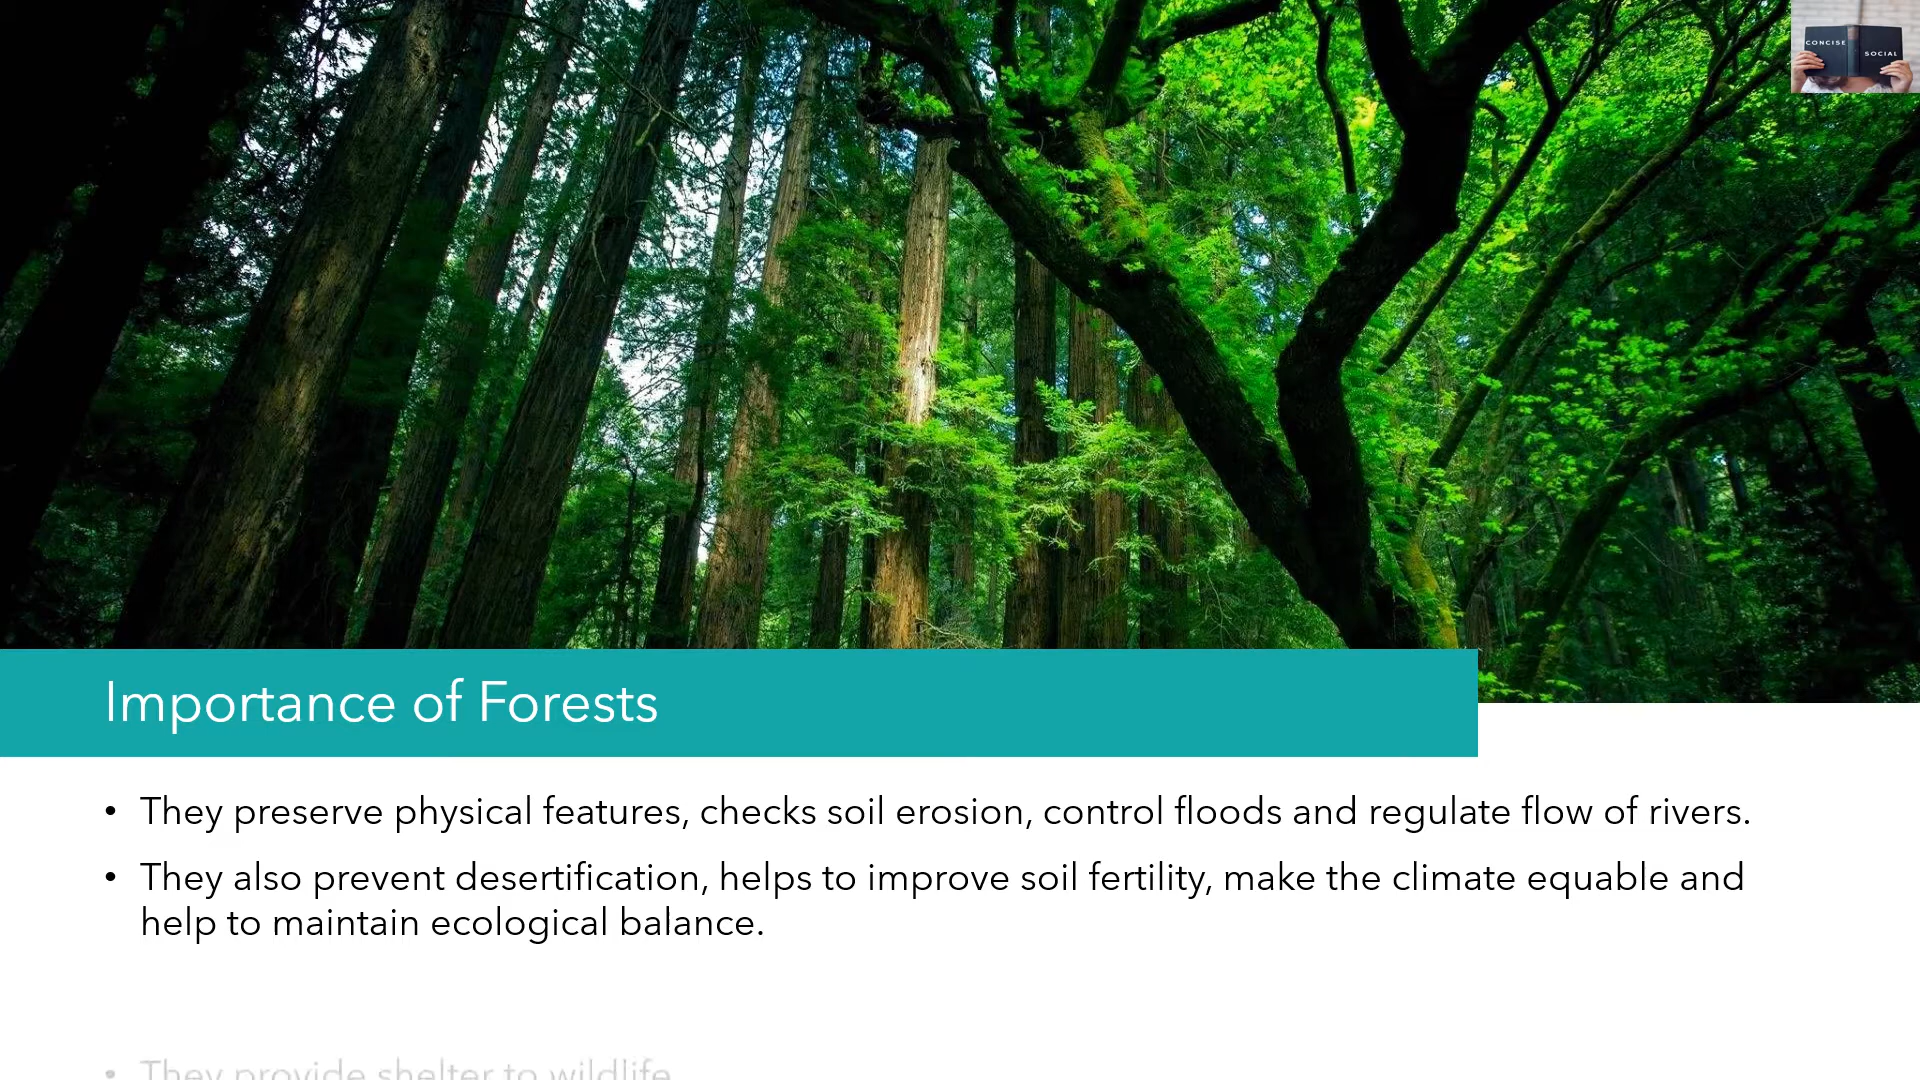 CONCISE
SOCIAL
Importance of Forests
• They preserve physical features, checks soil erosion, control floods and regulate flow of rivers.
• They also prevent desertification, helps to improve soil fertility, make the climate equable and
help to maintain ecological balance.
• They provide shelter to wildlife